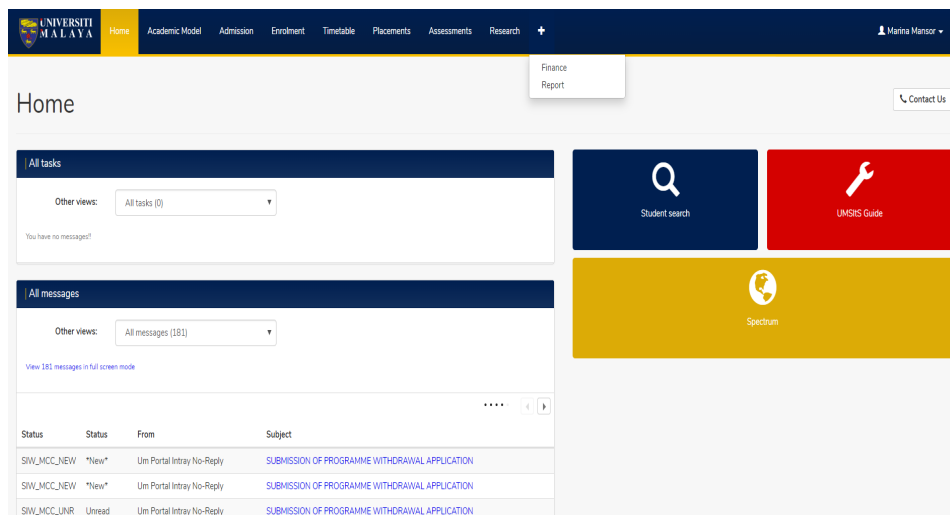 UNIVERSITI
MALAYA
Home Academic Model Admission Enrolment Timetable Placements Assessments Research + Marina Mansor
Finance
Report
Home
Contact Us
All tasks
Other views: All tasks (0)
You have no messages!!
Student search
UMSItS Guide
All messages
Other views: All messages (181)
View 181 messages in full screen mode
Spectrum
Status Status From Subject
SIW_MCC_NEW *New* Um Portal Intray No-Reply SUBMISSION OF PROGRAMME WITHDRAWAL APPLICATION
SIW_MCC_NEW *New* Um Portal Intray No-Reply SUBMISSION OF PROGRAMME WITHDRAWAL APPLICATION
SIW_MCC_UNR Unread Um Portal Intray No-Reply SUBMISSION OF PROGRAMME WITHDRAWAL APPLICATION